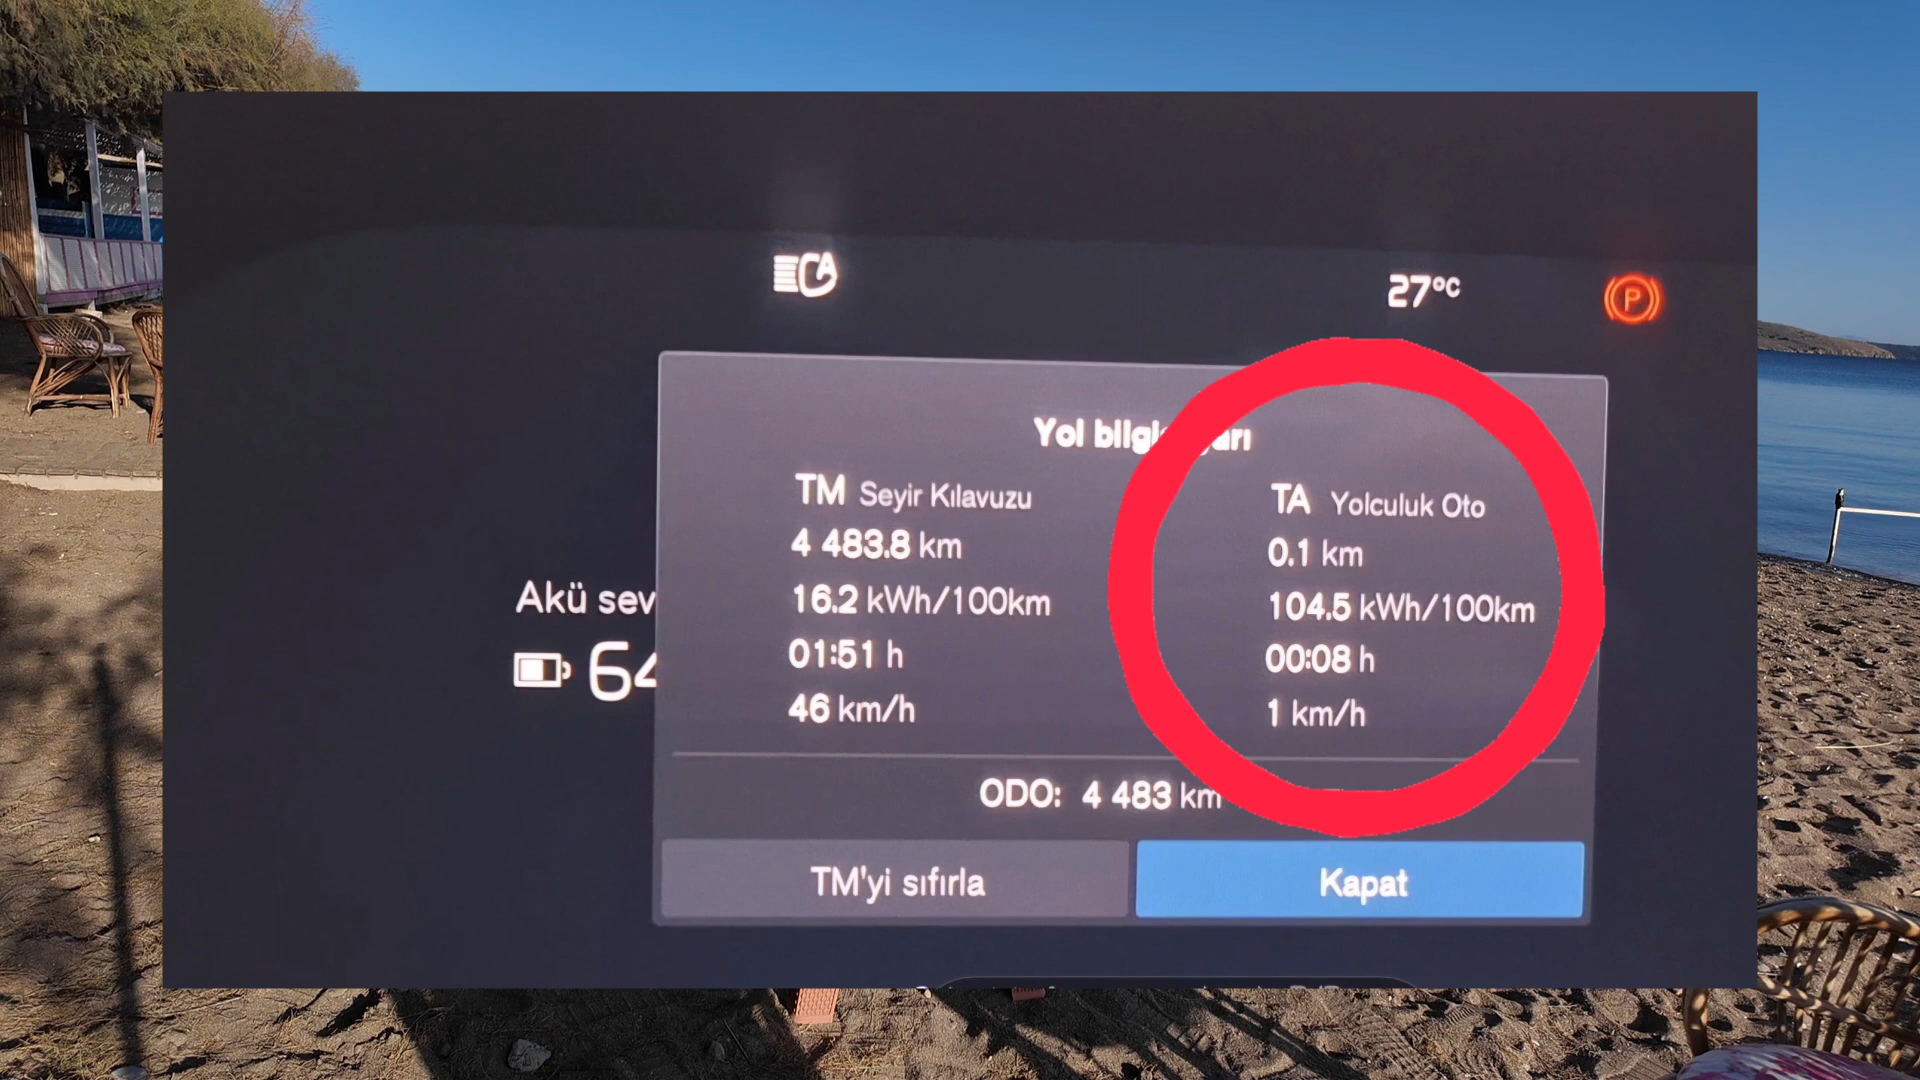 27°C
P
Yol bilgi
TM Seyir Kılavuzu
4 483.8 km
16.2 kWh/100km
01:51 h
46 km/h
TA Yolculuk Oto
0.1 km
104.5 kWh/100km
00:08 h
1 km/h
Akü sev
64
ODO: 4 483 km
TM'yi sıfırla
Kapat